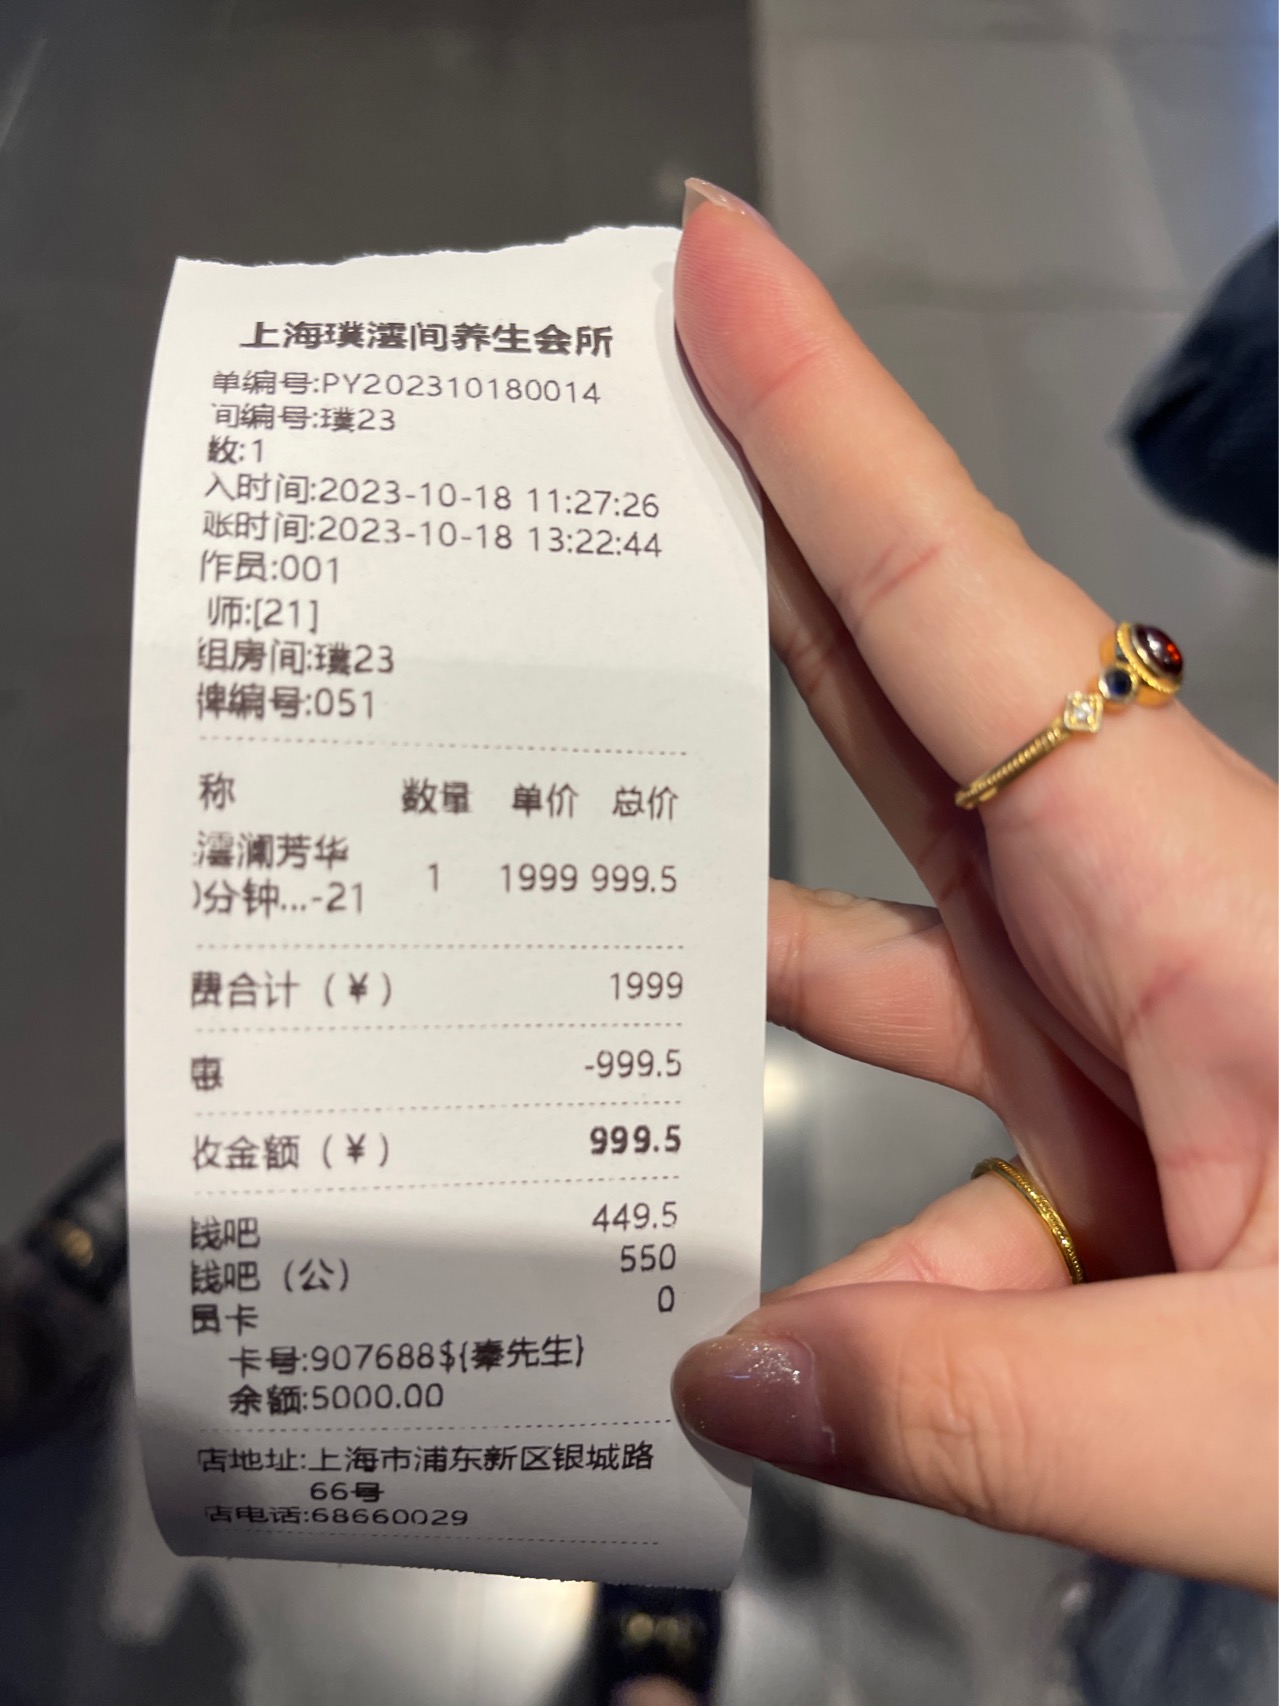 上海璞澐间养生会所
单编号:PY202310180014
间编号:璞23
数:1
入时间:2023-10-18 11:27:26
账时间:2023-10-18 13:22:44
作员:001
师:[21]
组房间:璞23
牌编号:051
称 数量 单价 总价
澐澜芳华
分钟...-21 1 1999 999.5
费合计（¥） 1999
惠 -999.5
收金额（¥） 999.5
钱吧 449.5
钱吧（公） 550
员卡 0
卡号:907688${秦先生}
余额:5000.00
店地址:上海市浦东新区银城路
66号
店电话:68660029